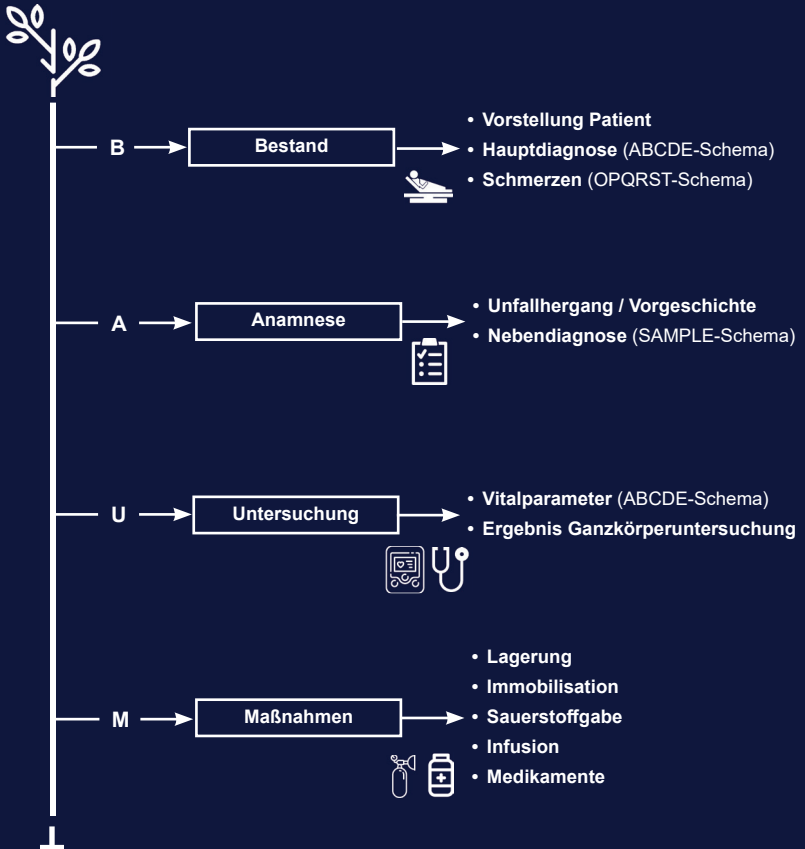 B
Bestand
• Vorstellung Patient
• Hauptdiagnose (ABCDE-Schema)
• Schmerzen (OPQRST-Schema)
A
Anamnese
• Unfallhergang / Vorgeschichte
• Nebendiagnose (SAMPLE-Schema)
U
Untersuchung
• Vitalparameter (ABCDE-Schema)
• Ergebnis Ganzkörperuntersuchung
M
Maßnahmen
• Lagerung
• Immobilisation
• Sauerstoffgabe
• Infusion
• Medikamente